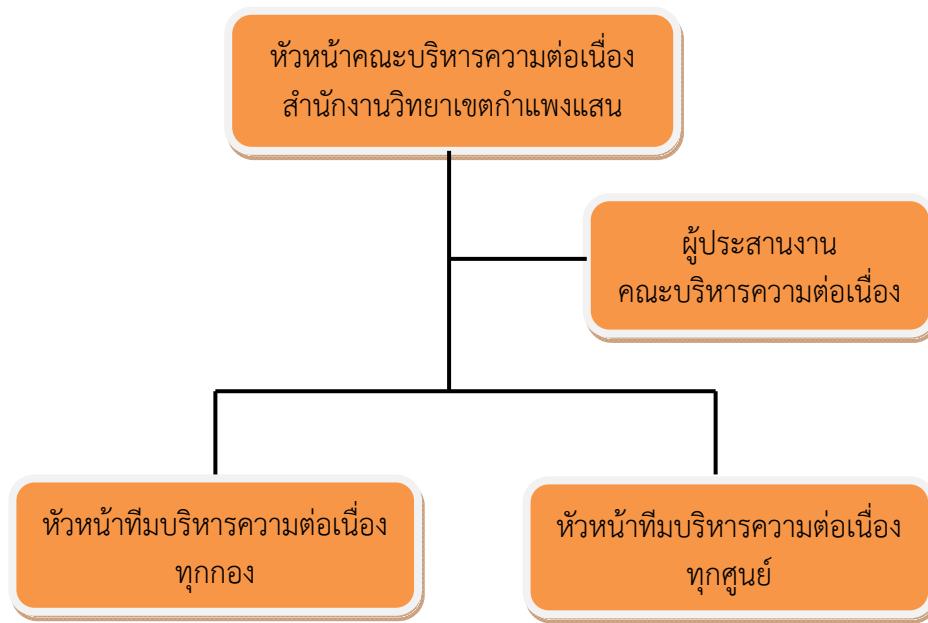 หัวหน้าคณะบริหารความต่อเนื่อง
สำนักงานวิทยาเขตกำแพงแสน
ผู้ประสานงาน
คณะบริหารความต่อเนื่อง
หัวหน้าทีมบริหารความต่อเนื่อง
ทุกกอง
หัวหน้าทีมบริหารความต่อเนื่อง
ทุกศูนย์